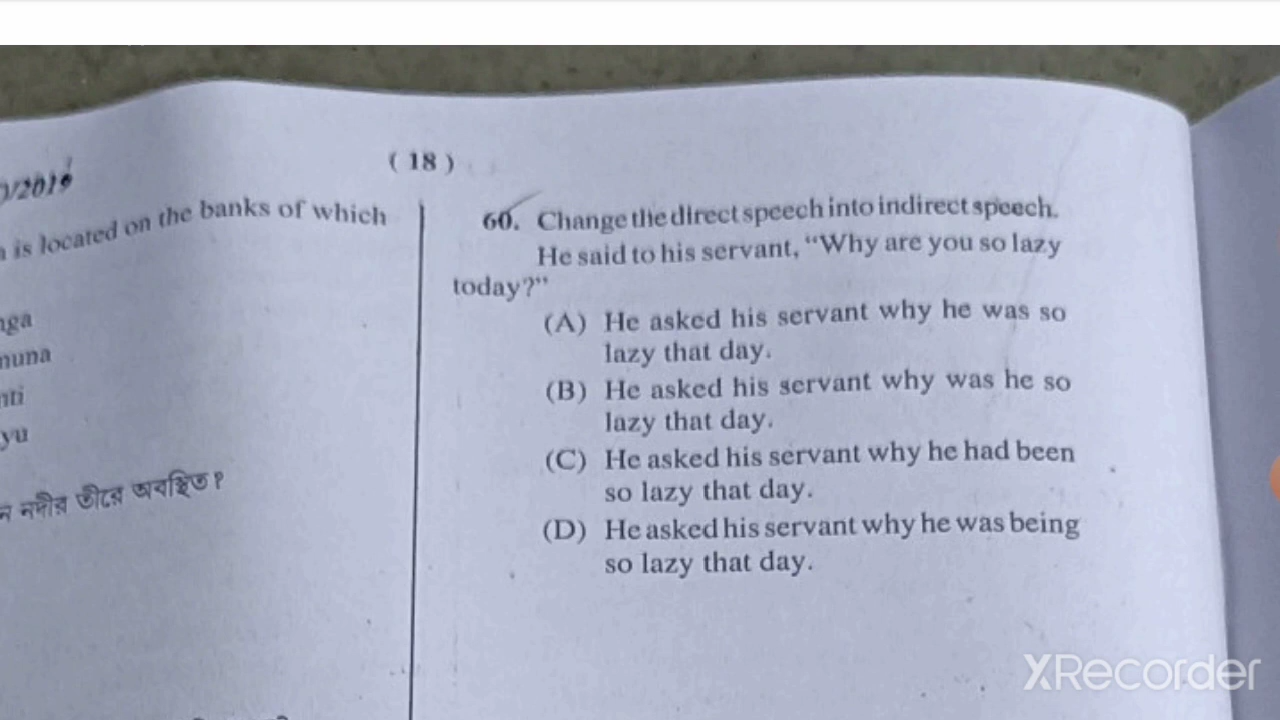 ( 18 )
/2019
is located on the banks of which
nga
muna
nti
yu
নদীর তীরে অবস্থিত ?
60. Change the direct speech into indirect speech.
He said to his servant, “Why are you so lazy
today?”
(A) He asked his servant why he was so
lazy that day.
(B) He asked his servant why was he so
lazy that day.
(C) He asked his servant why he had been
so lazy that day.
(D) He asked his servant why he was being
so lazy that day.
XRecorder